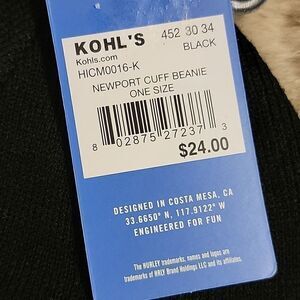 KOHL'S 452 30 34
Kohls.com BLACK
HICM0016-K
NEWPORT CUFF BEANIE
ONE SIZE
8 02875 27237 3
$24.00
DESIGNED IN COSTA MESA, CA
33.6650° N, 117.9122° W
ENGINEERED FOR FUN
The HURLEY trademarks, names and logos are
trademarks of HRLY Brand Holdings LLC and its affiliates.